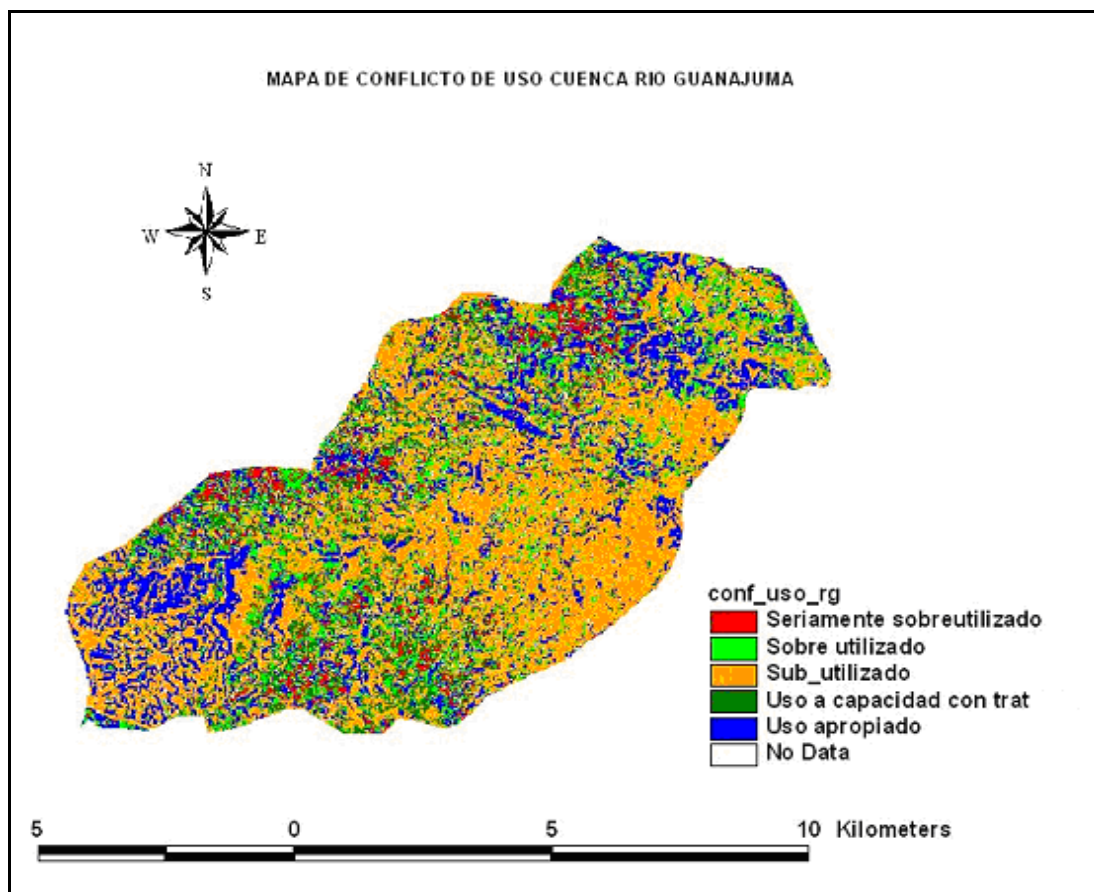 MAPA DE CONFLICTO DE USO CUENCA RIO GUANAJUMA
N
W E
S
conf_uso_rg
Seriamente sobreutilizado
Sobre utilizado
Sub_utilizado
Uso a capacidad con trat
Uso apropiado
No Data
5 0 5 10 Kilometers